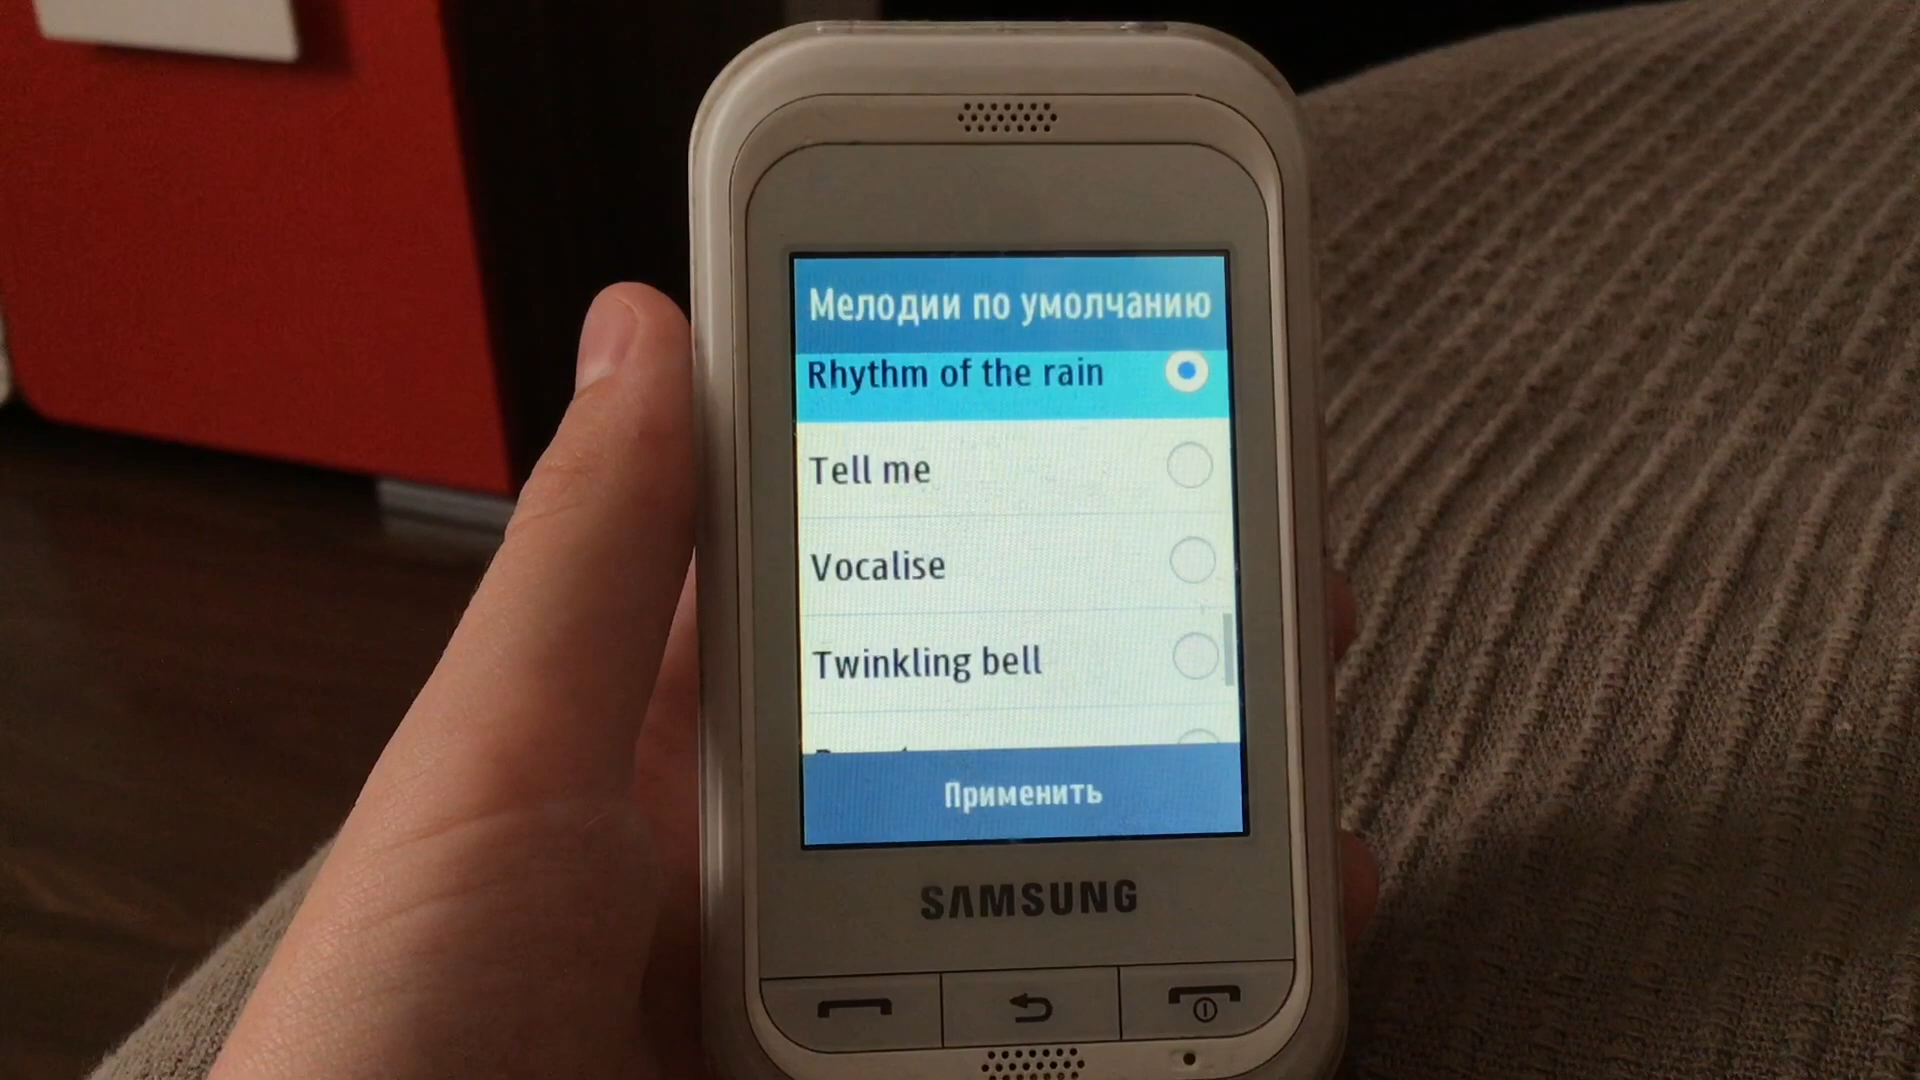 Мелодии по умолчанию
Rhythm of the rain
Tell me
Vocalise
Twinkling bell
Применить
SAMSUNG